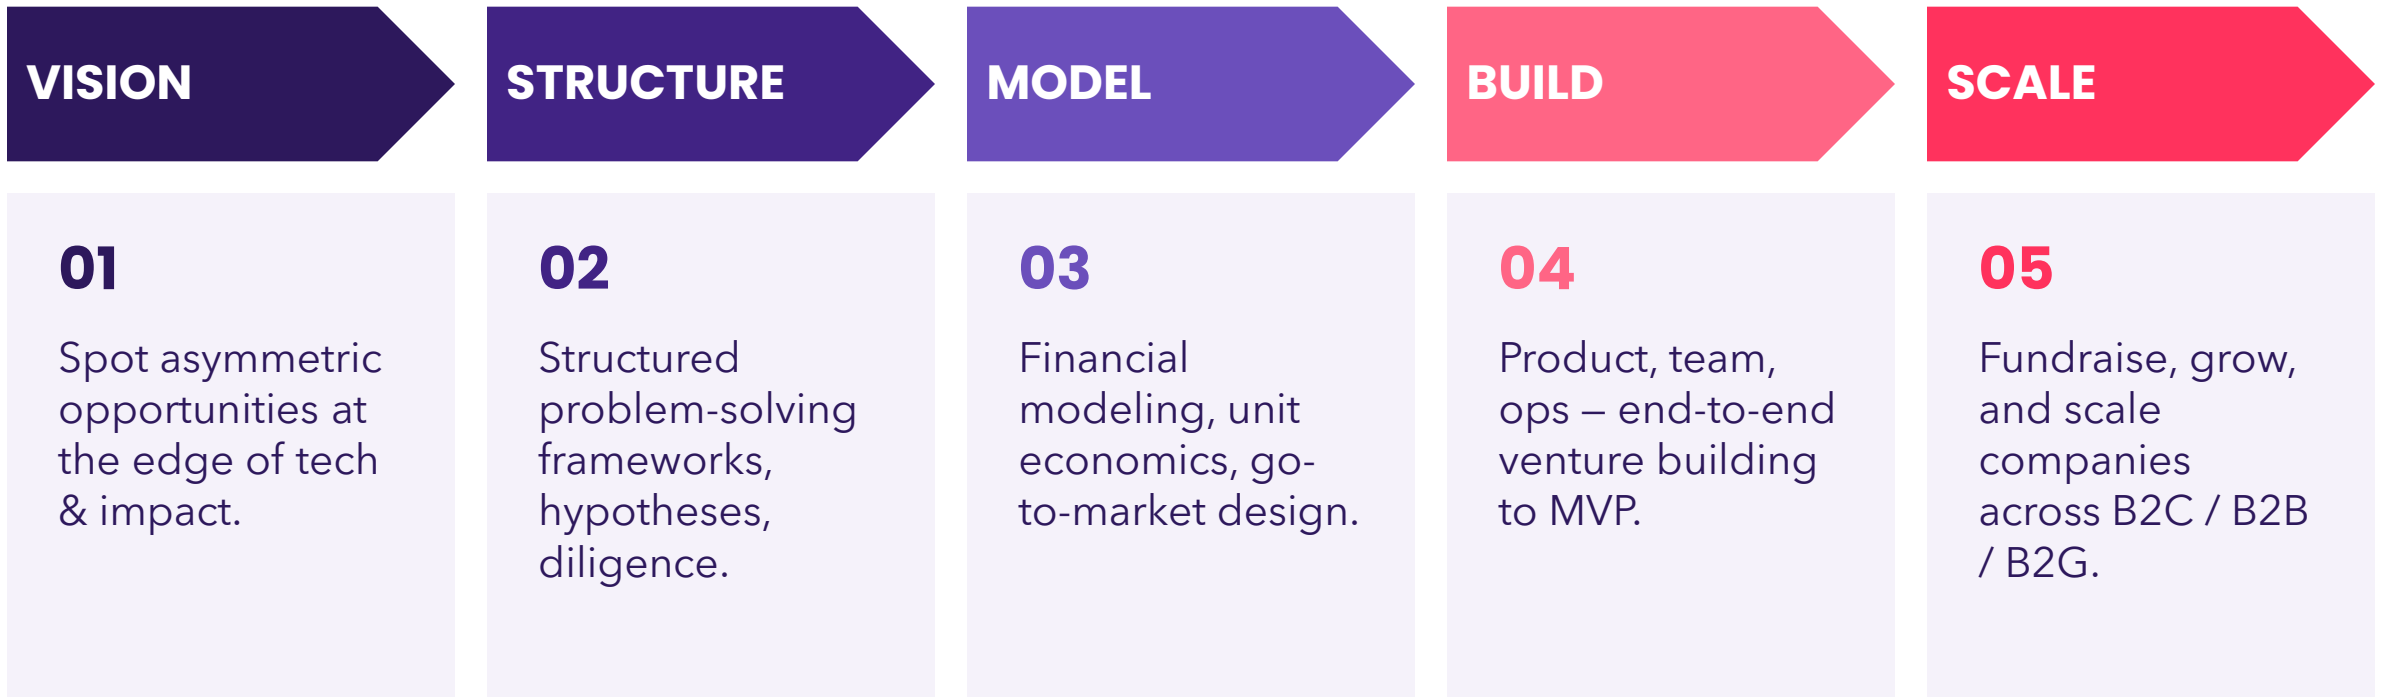 VISION
STRUCTURE
MODEL
BUILD
SCALE
01
Spot asymmetric
opportunities at
the edge of tech
& impact.
02
Structured
problem-solving
frameworks,
hypotheses,
diligence.
03
Financial
modeling, unit
economics, go-
to-market design.
04
Product, team,
ops – end-to-end
venture building
to MVP.
05
Fundraise, grow,
and scale
companies
across B2C / B2B
/ B2G.